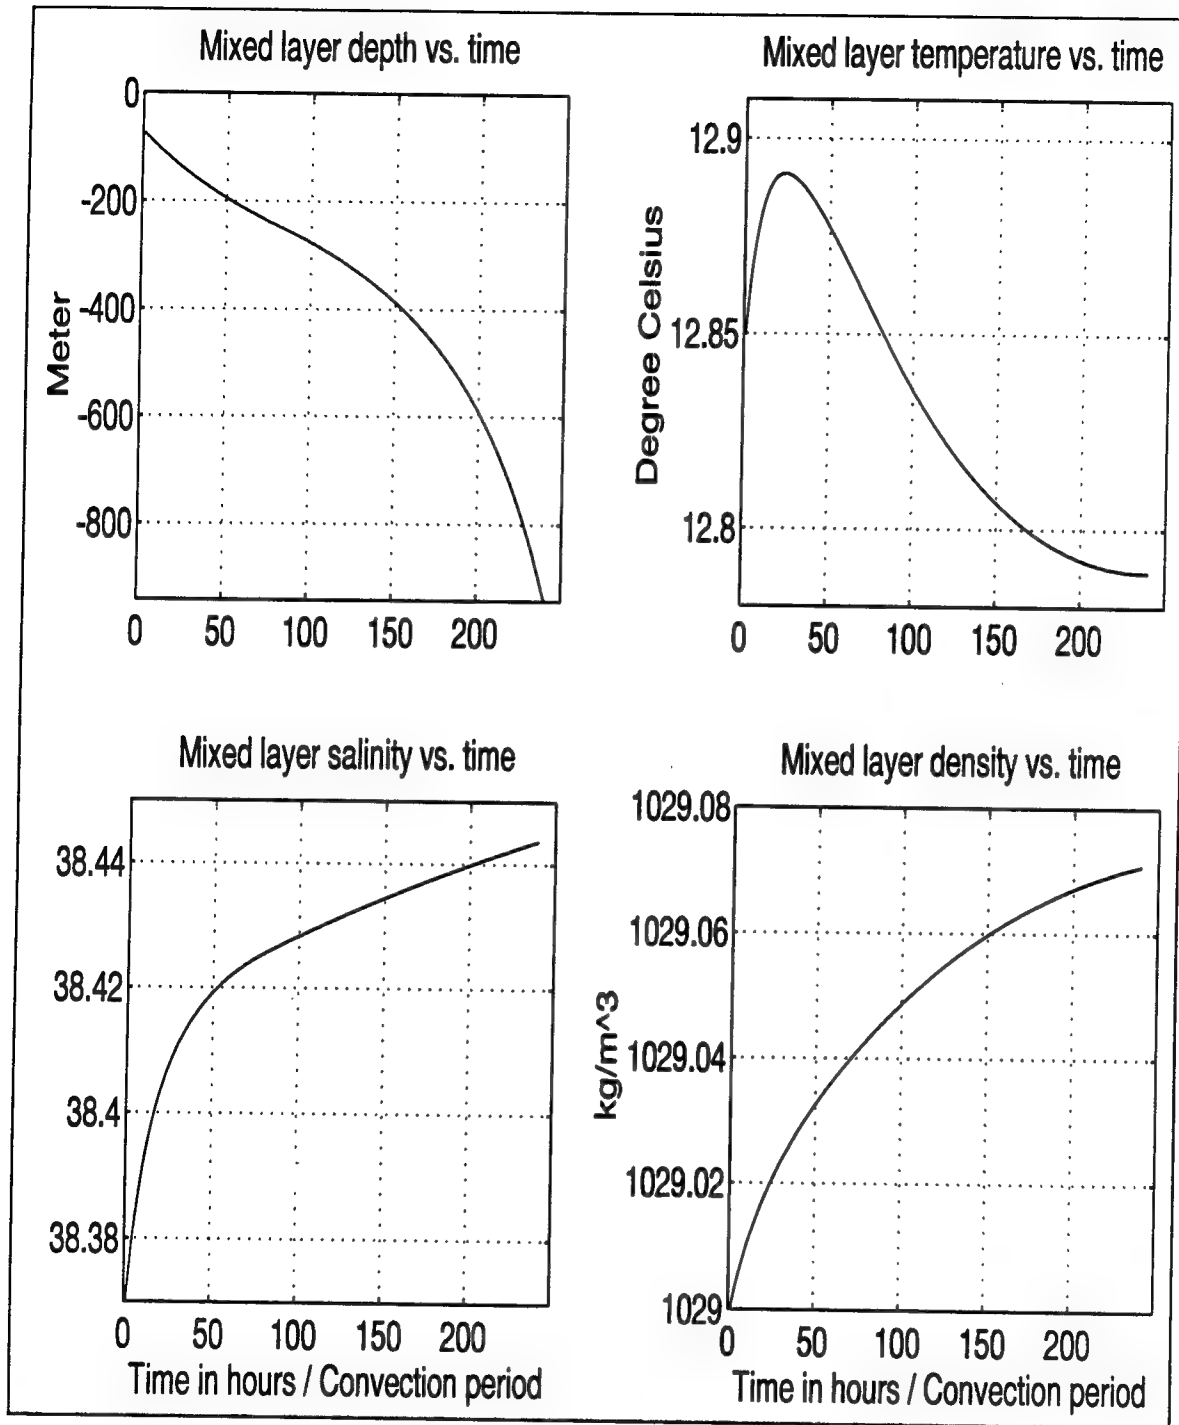 Mixed layer depth vs. time
0
-200
-400
-600
-800
Meter
0 50 100 150 200
Mixed layer temperature vs. time
12.9
12.85
12.8
Degree Celsius
0 50 100 150 200
Mixed layer salinity vs. time
38.44
38.42
38.4
38.38
0 50 100 150 200
Time in hours / Convection period
Mixed layer density vs. time
1029.08
1029.06
1029.04
1029.02
1029
kg/m^3
0 50 100 150 200
Time in hours / Convection period